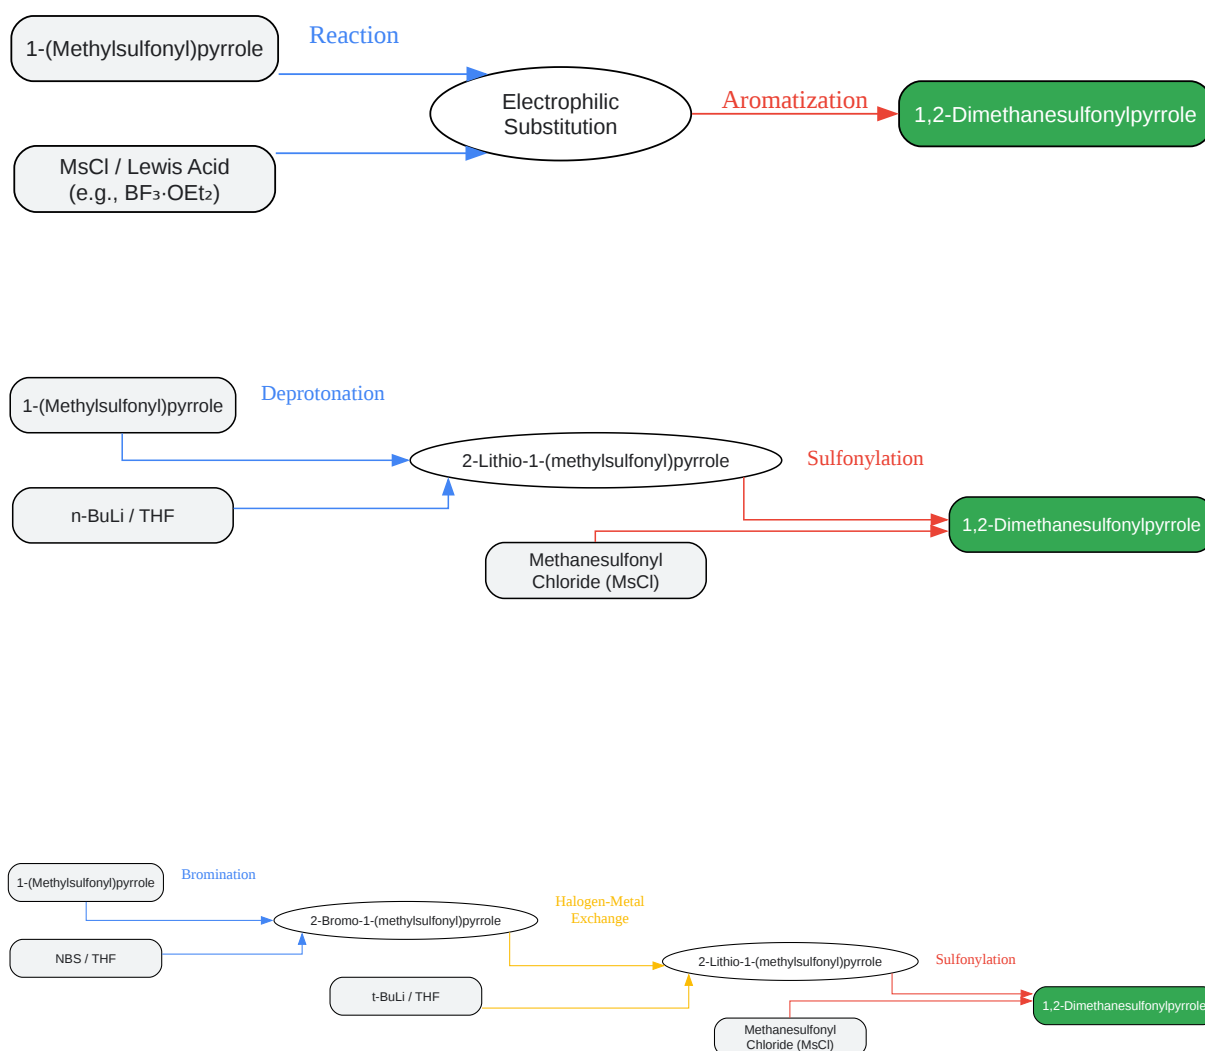 1-(Methylsulfonyl)pyrrole
Reaction
MsCl / Lewis Acid
(e.g., BF₃·OEt₂)
Electrophilic
Substitution
Aromatization
1,2-Dimethanesulfonylpyrrole
1-(Methylsulfonyl)pyrrole
Deprotonation
n-BuLi / THF
2-Lithio-1-(methylsulfonyl)pyrrole
Sulfonylation
Methanesulfonyl
Chloride (MsCl)
1,2-Dimethanesulfonylpyrrole
1-(Methylsulfonyl)pyrrole
Bromination
NBS / THF
2-Bromo-1-(methylsulfonyl)pyrrole
Halogen-Metal
Exchange
t-BuLi / THF
2-Lithio-1-(methylsulfonyl)pyrrole
Sulfonylation
Methanesulfonyl
Chloride (MsCl)
1,2-Dimethanesulfonylpyrrole